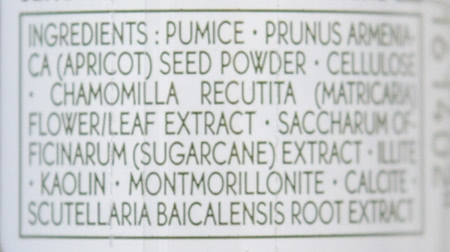 INGREDIENTS : PUMICE · PRUNUS ARMENIA-
CA (APRICOT) SEED POWDER · CELLULOSE
· CHAMOMILLA RECUTITA (MATRICARIA)
FLOWER/LEAF EXTRACT · SACCHARUM OF-
FICINARUM (SUGARCANE) EXTRACT · ILLITE
· KAOLIN · MONTMORILLONITE · CALCITE ·
SCUTELLARIA BAICALENSIS ROOT EXTRACT